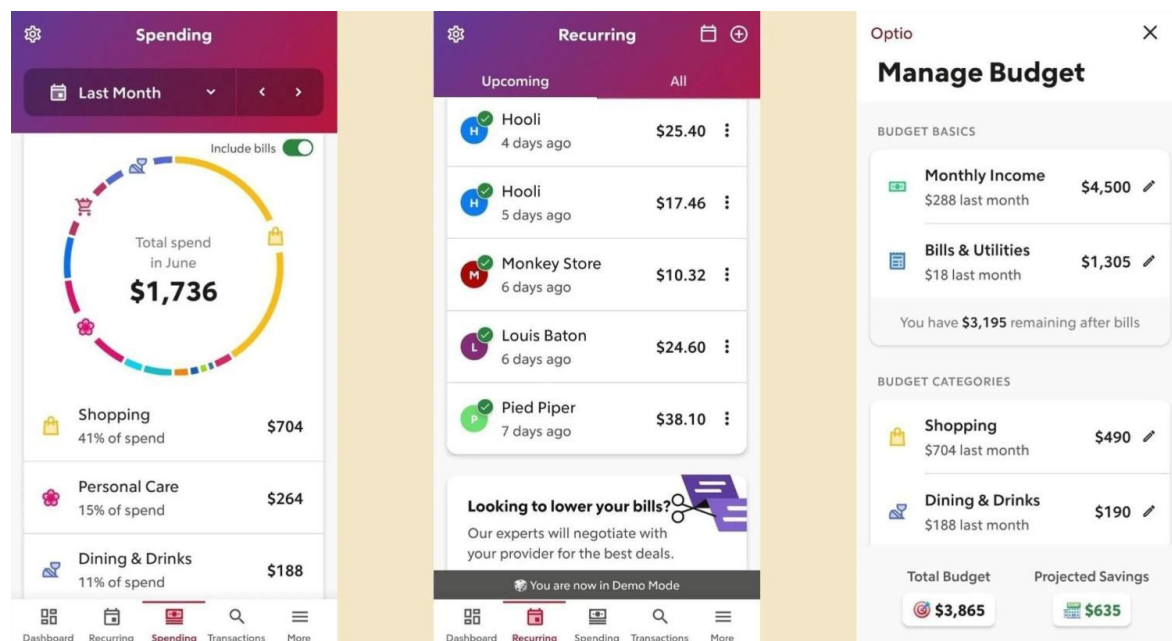 Spending
Last Month
Include bills
Total spend
in June
$1,736
Shopping
$704
41% of spend
Personal Care
$264
15% of spend
Dining & Drinks
$188
11% of spend
Dashboard Recurring Spending Transactions More
Recurring
Upcoming All
H
Hooli
$25.40
4 days ago
H
Hooli
$17.46
5 days ago
M
Monkey Store
$10.32
6 days ago
L
Louis Baton
$24.60
6 days ago
P
Pied Piper
$38.10
7 days ago
Looking to lower your bills?
Our experts will negotiate with
your provider for the best deals.
You are now in Demo Mode
Dashboard Recurring Spending Transactions More
Optio
Manage Budget
BUDGET BASICS
Monthly Income
$4,500
$288 last month
Bills & Utilities
$1,305
$18 last month
You have $3,195 remaining after bills
BUDGET CATEGORIES
Shopping
$490
$704 last month
Dining & Drinks
$190
$188 last month
Total Budget Projected Savings
$3,865 $635